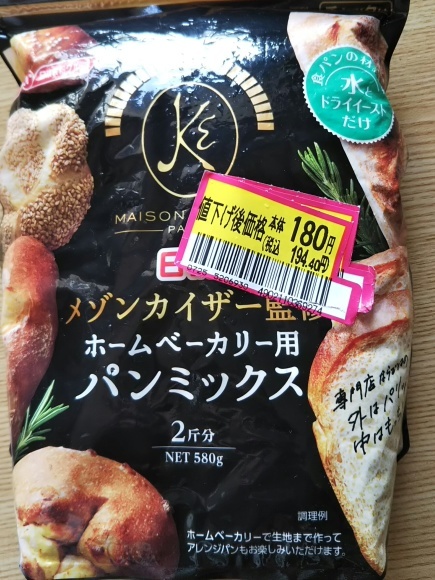 食パンの材料
水と
ドライイースト
だけ
K
MAISON
PA
値下げ後価格 本体 180円
(税込 194.40円)
メゾンカイザー監修
ホームベーカリー用
パンミックス
2斤分
NET 580g
専門店
外はパリッ
中はも
調理例
ホームベーカリーで生地まで作って
アレンジパンもお楽しみいただけます。